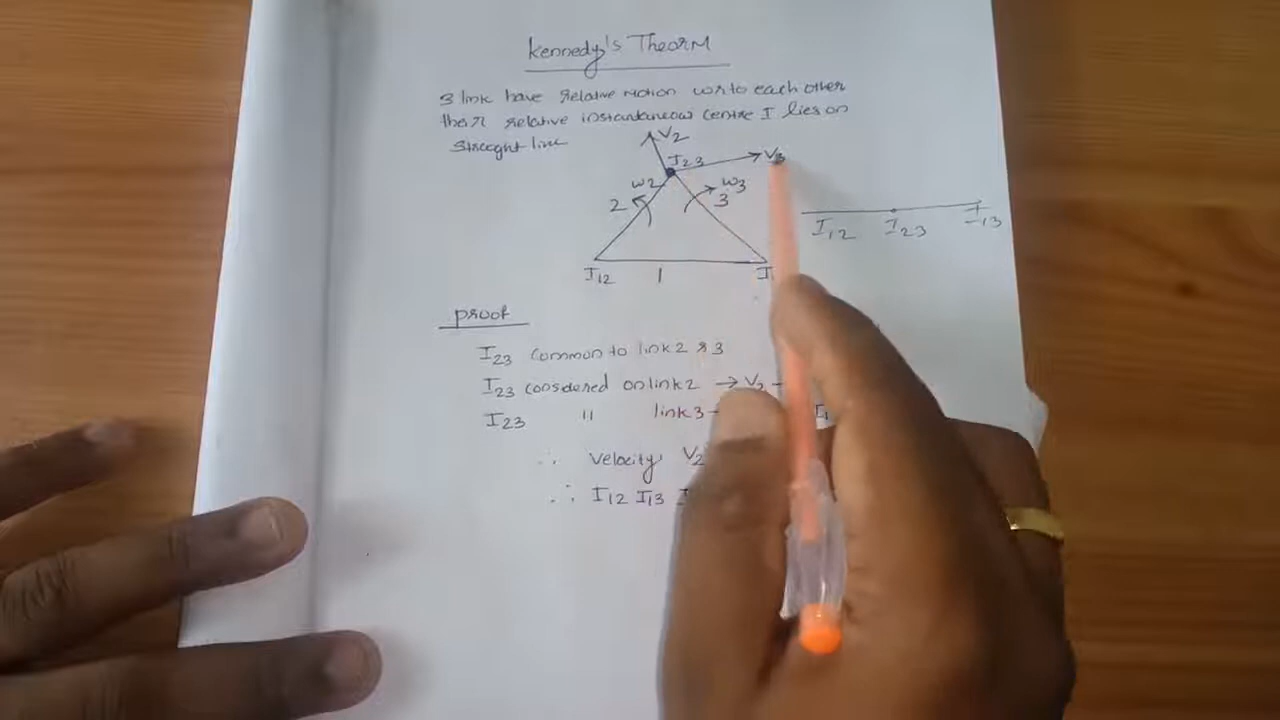 Kennedy's Theorm
3 link have relative motion wrto each other
then relative instantaneous centre I lies on
straight line
V2
I23
V3
W2
W3
2
3
I12 I23 I13
I12 1 I
proof
I23 common to link 2 & 3
I23 considered on link 2 → V2
I23 " link 3 I1
∴ velocity V2
∴ I12 I13